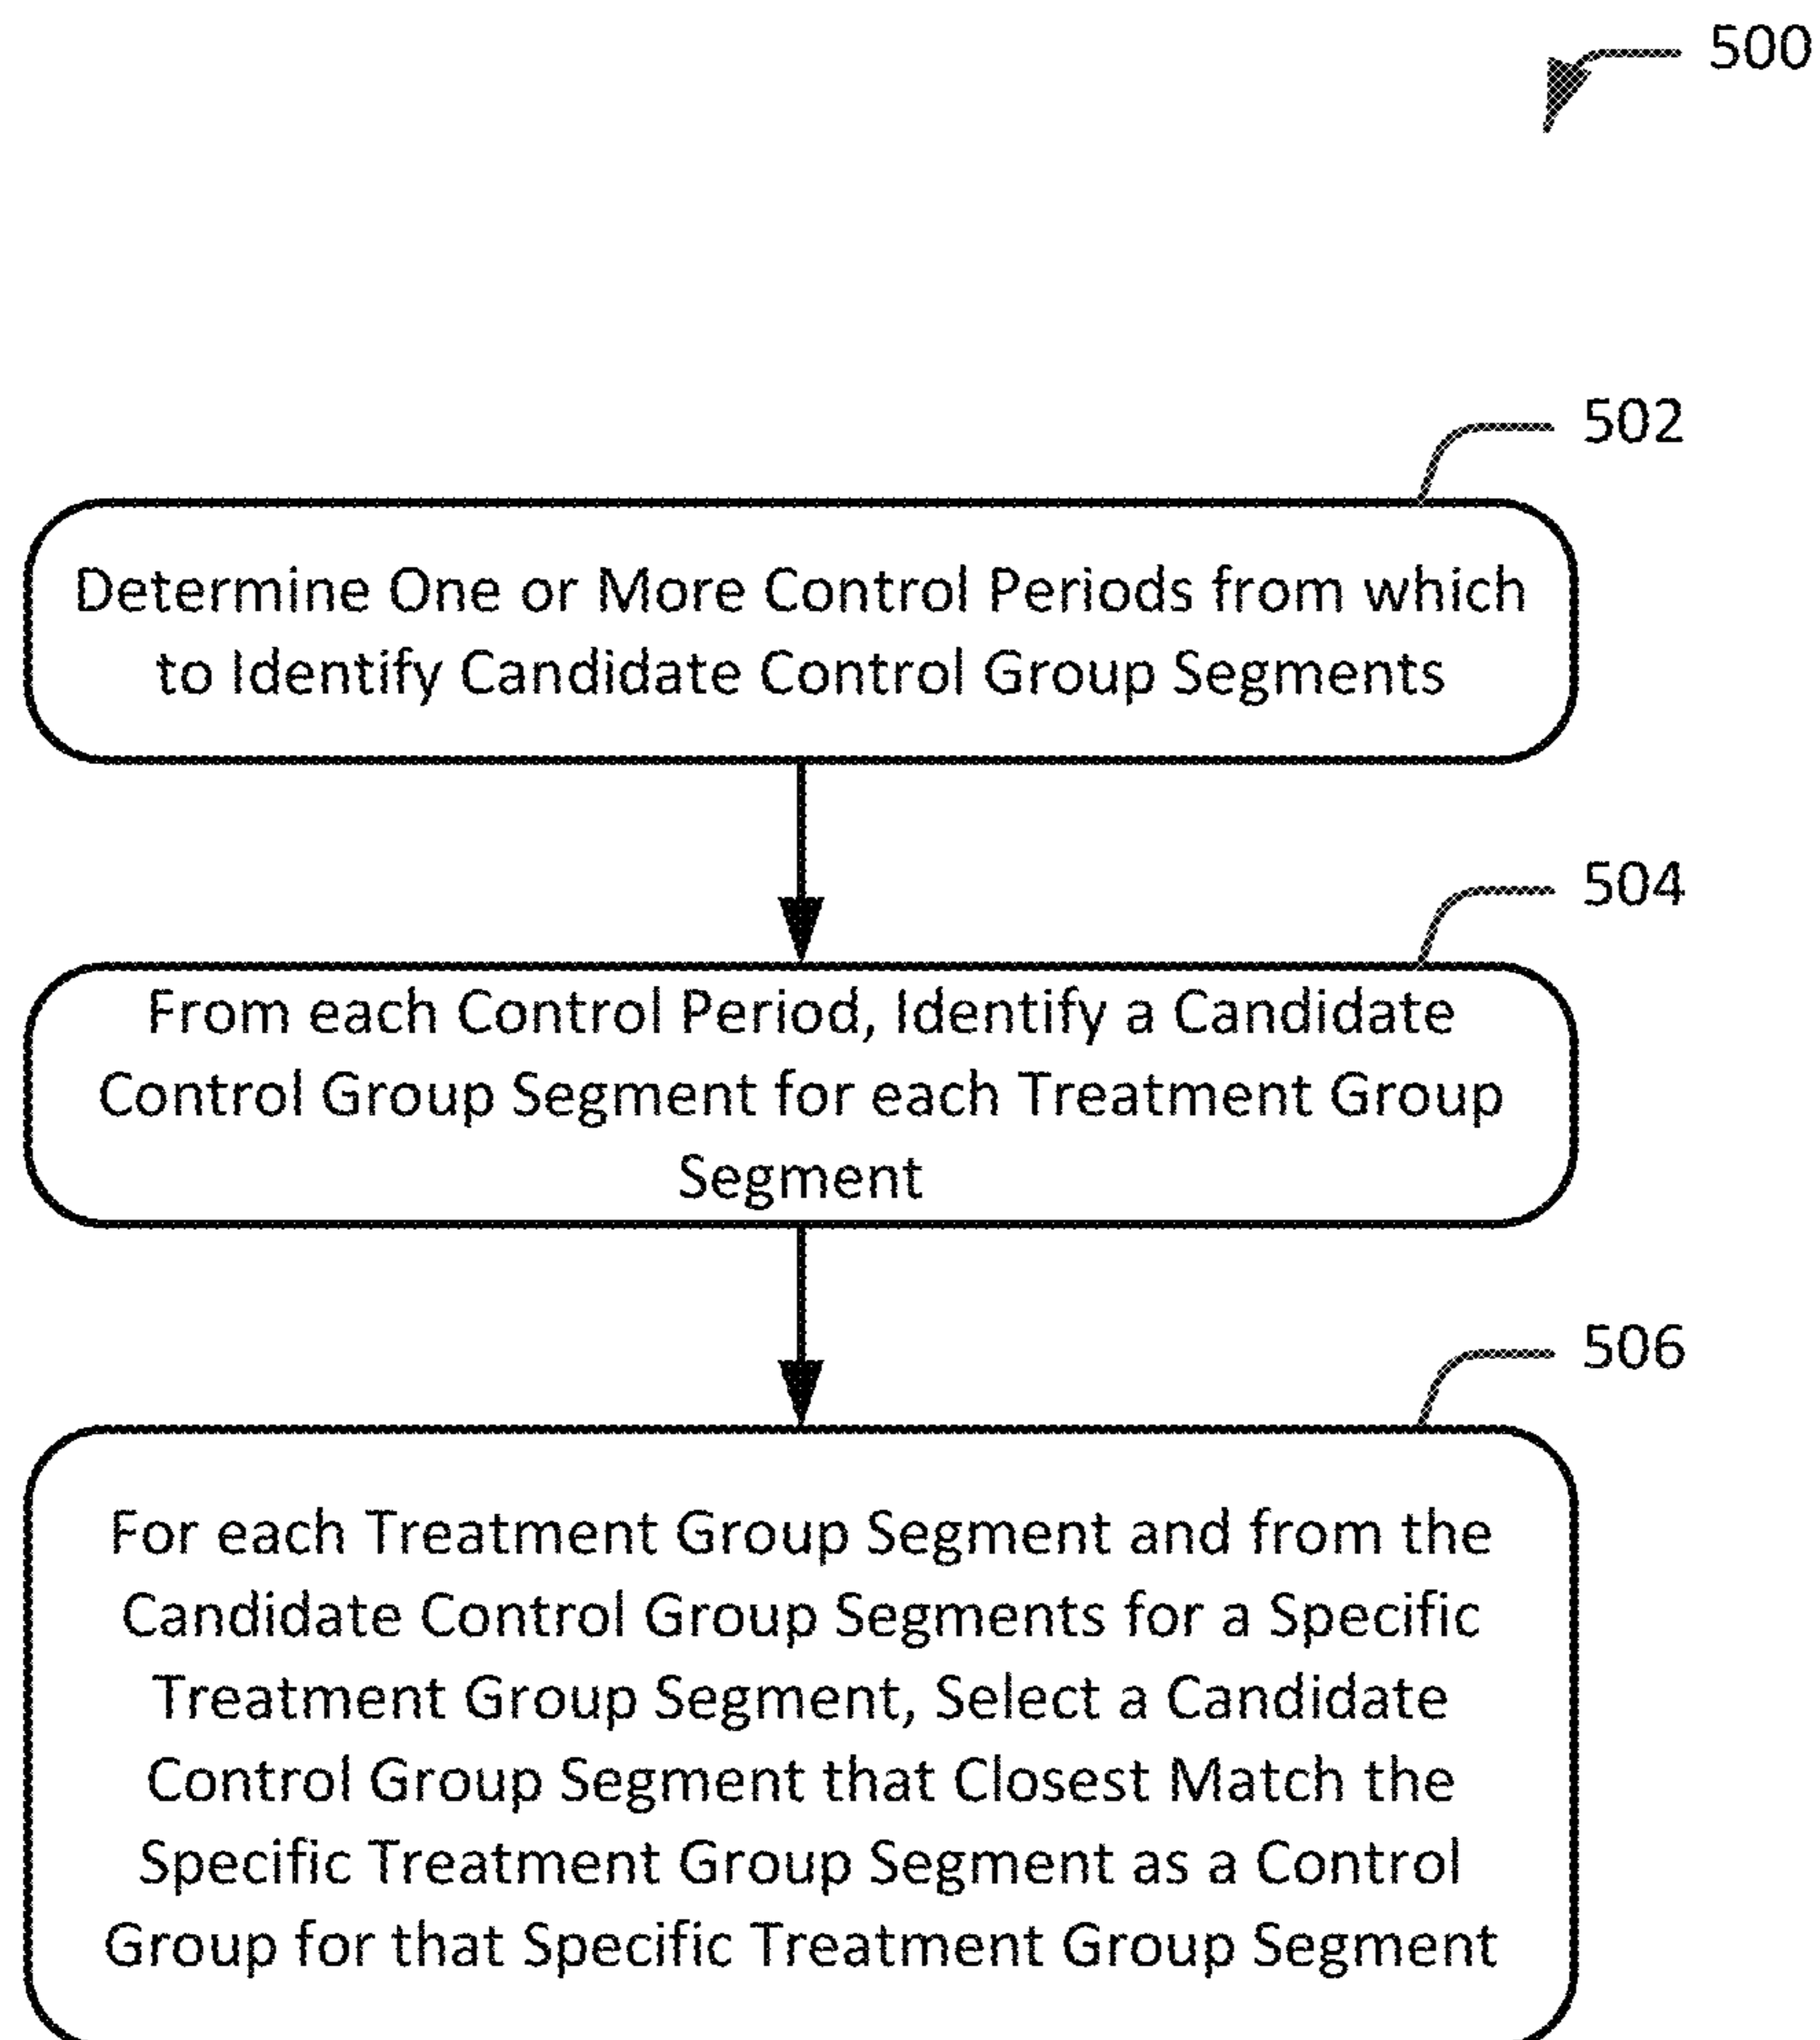 500
502
Determine One or More Control Periods from which
to Identify Candidate Control Group Segments
504
From each Control Period, Identify a Candidate
Control Group Segment for each Treatment Group
Segment
506
For each Treatment Group Segment and from the
Candidate Control Group Segments for a Specific
Treatment Group Segment, Select a Candidate
Control Group Segment that Closest Match the
Specific Treatment Group Segment as a Control
Group for that Specific Treatment Group Segment